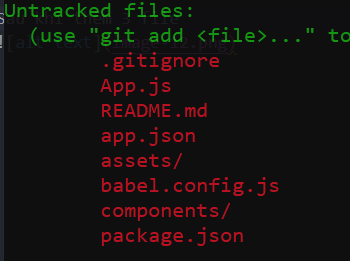 Untracked files:
(use "git add <file>..." to
.gitignore
App.js
README.md
app.json
assets/
babel.config.js
components/
package.json